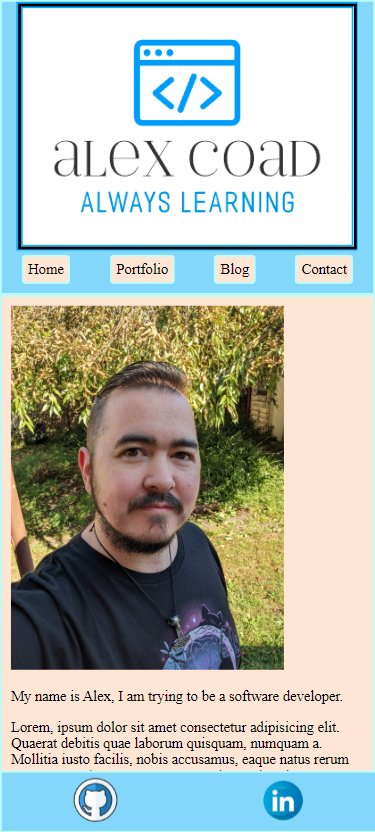 ALEX COAD
ALWAYS LEARNING
Home Portfolio Blog Contact
My name is Alex, I am trying to be a software developer.
Lorem, ipsum dolor sit amet consectetur adipisicing elit.
Quaerat debitis quae laborum quisquam, numquam a.
Mollitia iusto facilis, nobis accusamus, eaque natus rerum
in